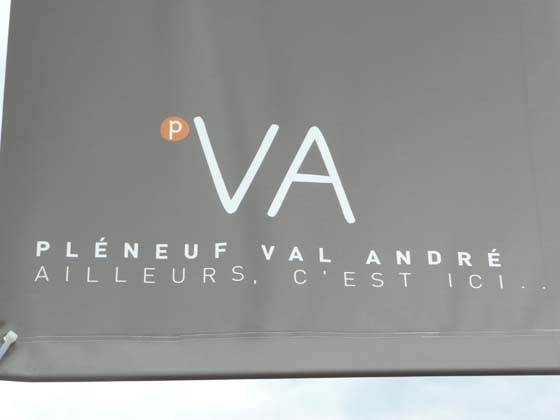 pVA
PLÉNEUF VAL ANDRÉ
AILLEURS, C'EST ICI...